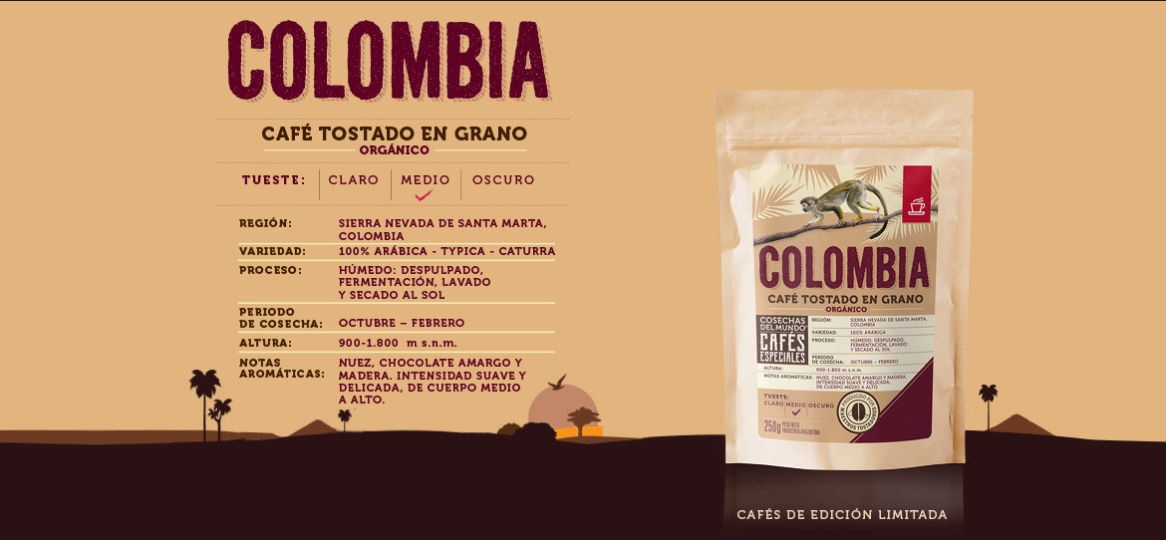 COLOMBIA
CAFÉ TOSTADO EN GRANO
ORGÁNICO
TUESTE: CLARO MEDIO OSCURO
REGIÓN: SIERRA NEVADA DE SANTA MARTA,
COLOMBIA
VARIEDAD: 100% ARÁBICA - TYPICA - CATURRA
PROCESO: HÚMEDO: DESPULPADO,
FERMENTACIÓN, LAVADO
Y SECADO AL SOL
PERIODO
DE COSECHA: OCTUBRE – FEBRERO
ALTURA: 900-1.800 m s.n.m.
NOTAS
AROMÁTICAS:
NUEZ, CHOCOLATE AMARGO Y
MADERA. INTENSIDAD SUAVE Y
DELICADA, DE CUERPO MEDIO
A ALTO.
COLOMBIA
CAFÉ TOSTADO EN GRANO
ORGÁNICO
COSECHAS
DEL MUNDO
CAFÉS
ESPECIALES
REGIÓN: SIERRA NEVADA DE SANTA MARTA,
COLOMBIA
VARIEDAD: 100% ARÁBICA
PROCESO: HÚMEDO: DESPULPADO,
FERMENTACIÓN, LAVADO
Y SECADO AL SOL
PERIODO
DE COSECHA: OCTUBRE – FEBRERO
ALTURA: 900-1.800 m s.n.m.
NOTAS AROMÁTICAS: NUEZ, CHOCOLATE AMARGO Y MADERA.
INTENSIDAD SUAVE Y DELICADA,
DE CUERPO MEDIO A ALTO
TUESTE:
CLARO MEDIO OSCURO
250g PESO NETO
INDUSTRIA ARGENTINA
PRODUCIDO POR
MAESTROS TOSTADORES
CAFÉS DE EDICIÓN LIMITADA